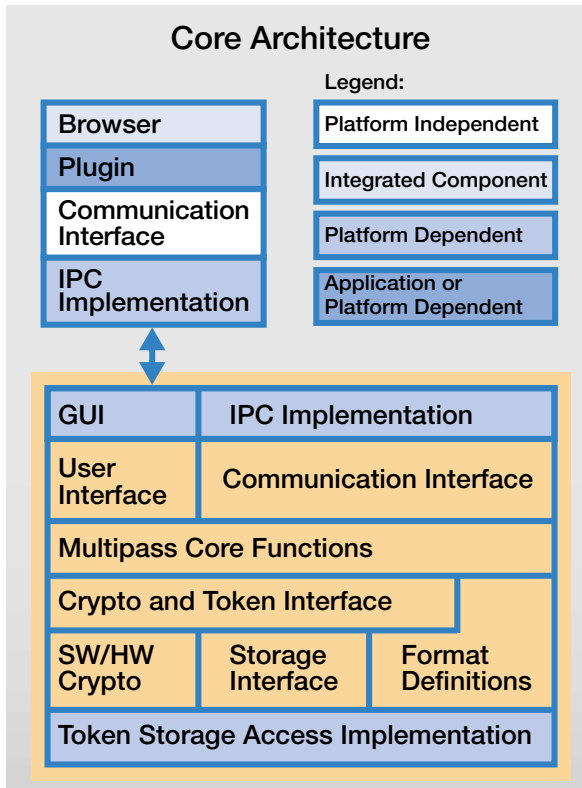 Core Architecture
Legend:
Browser
Plugin
Communication
Interface
IPC
Implementation
Platform Independent
Integrated Component
Platform Dependent
Application or
Platform Dependent
GUI
IPC Implementation
User
Interface
Communication Interface
Multipass Core Functions
Crypto and Token Interface
SW/HW
Crypto
Storage
Interface
Format
Definitions
Token Storage Access Implementation